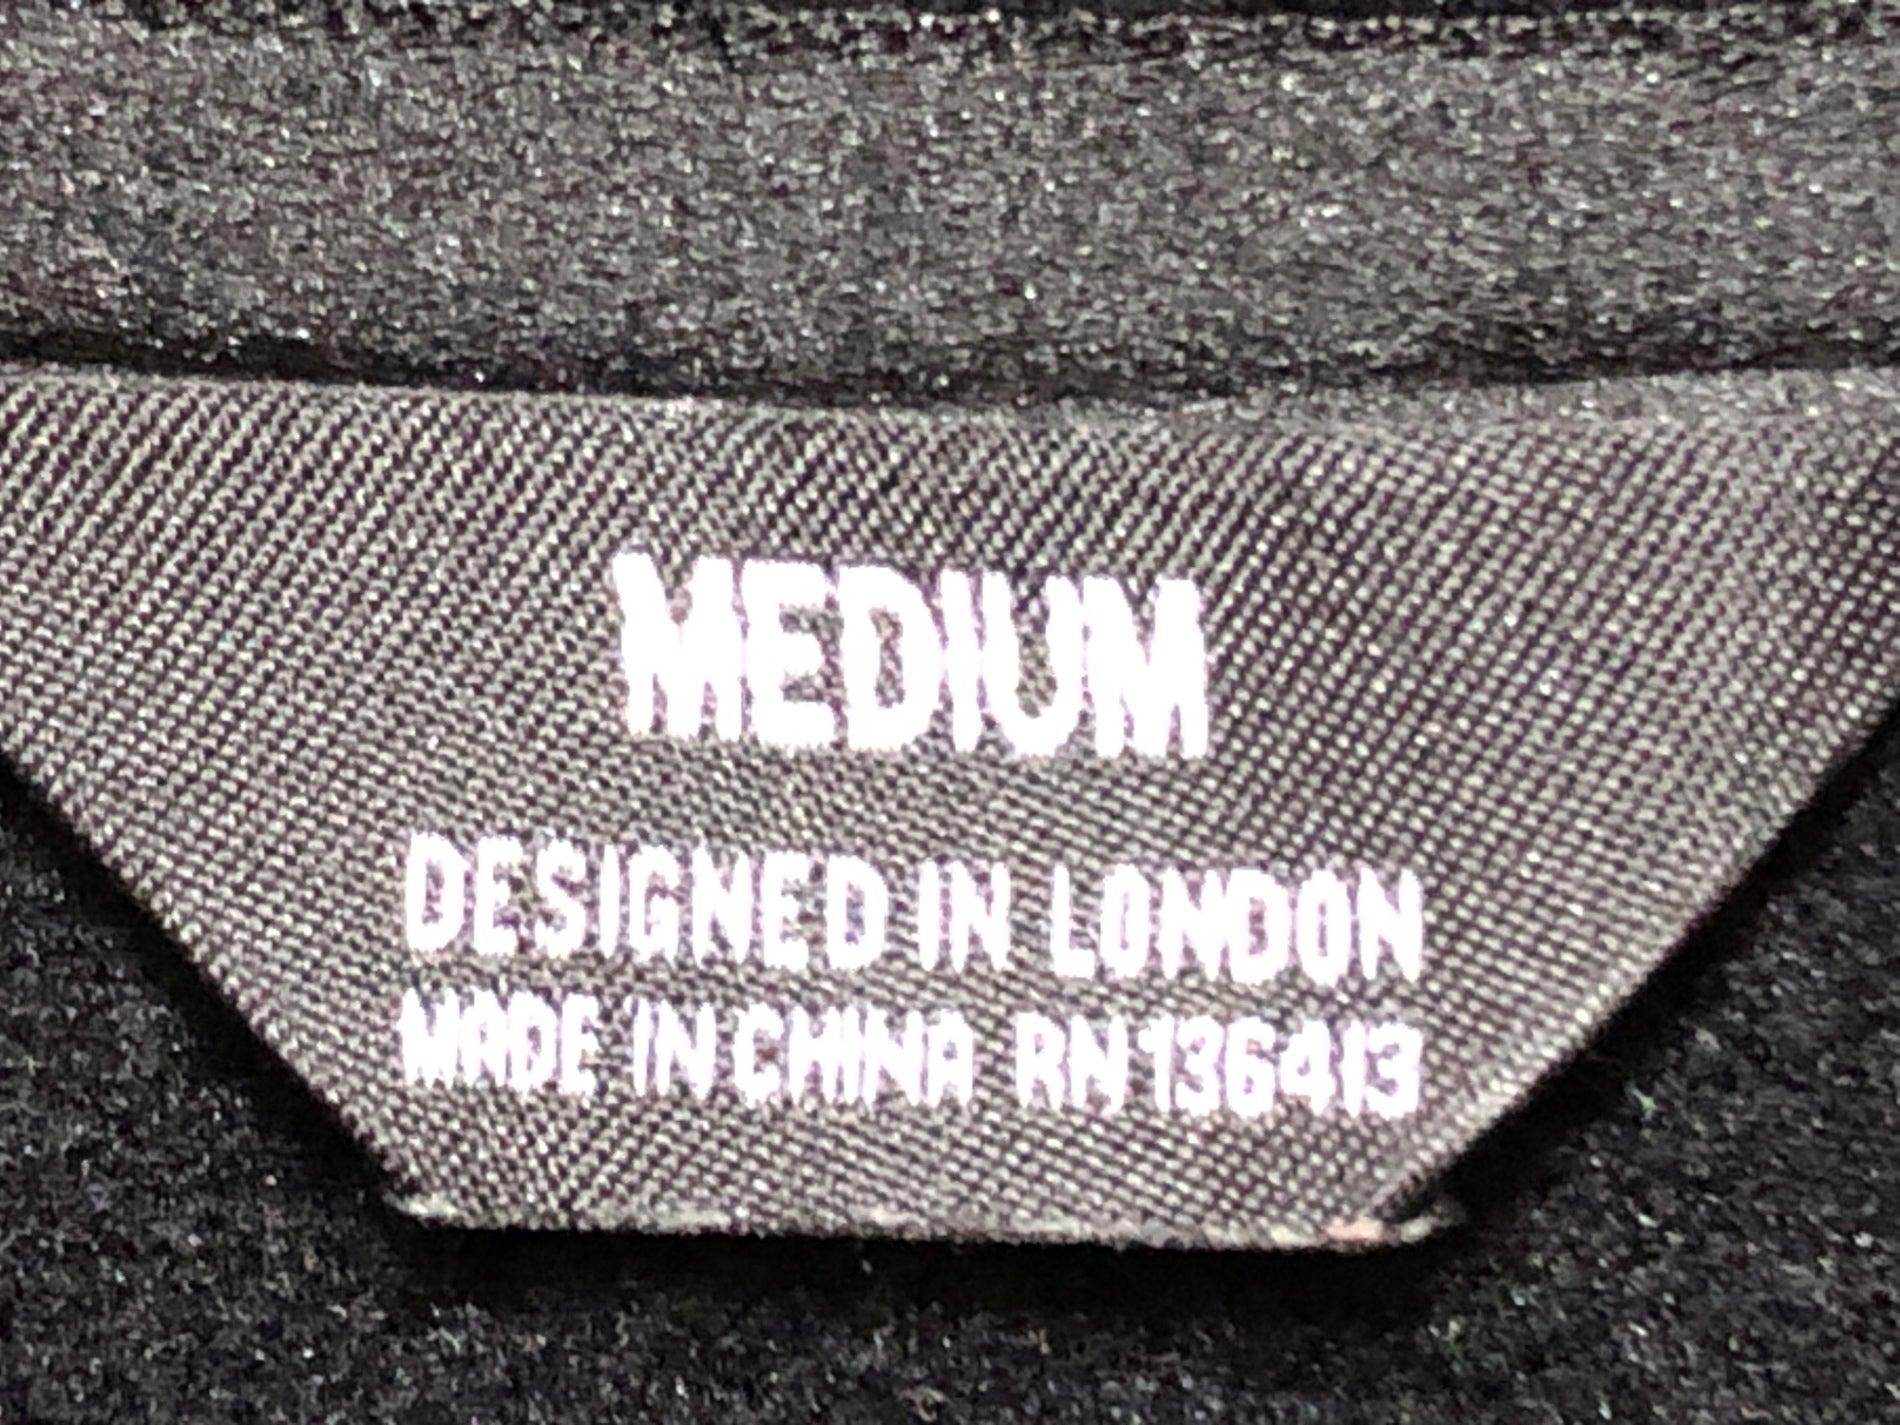 MEDIUM
DESIGNED IN LONDON
MADE IN CHINA RN 136413